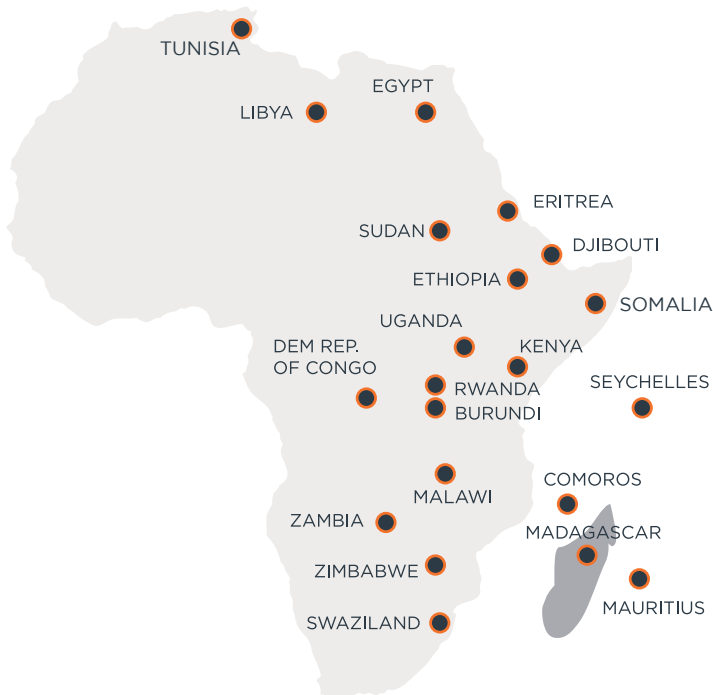 TUNISIA
EGYPT
LIBYA
ERITREA
SUDAN
DJIBOUTI
ETHIOPIA
SOMALIA
UGANDA
DEM REP.
OF CONGO
KENYA
SEYCHELLES
RWANDA
BURUNDI
COMOROS
MALAWI
ZAMBIA
MADAGASCAR
ZIMBABWE
MAURITIUS
SWAZILAND